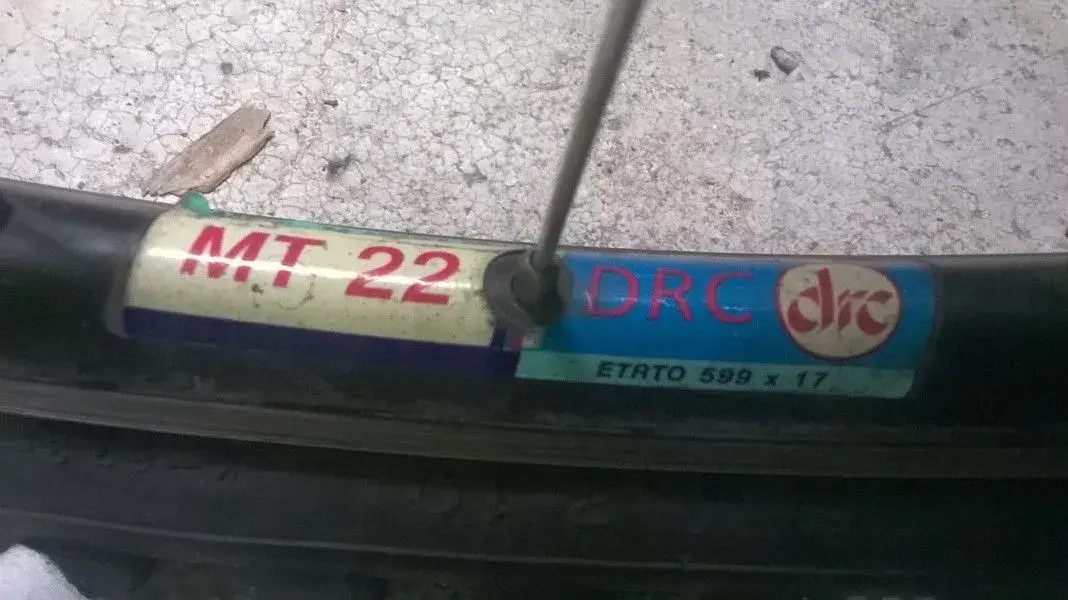 MT 22
DRC drc
ETRTO 599 x 17